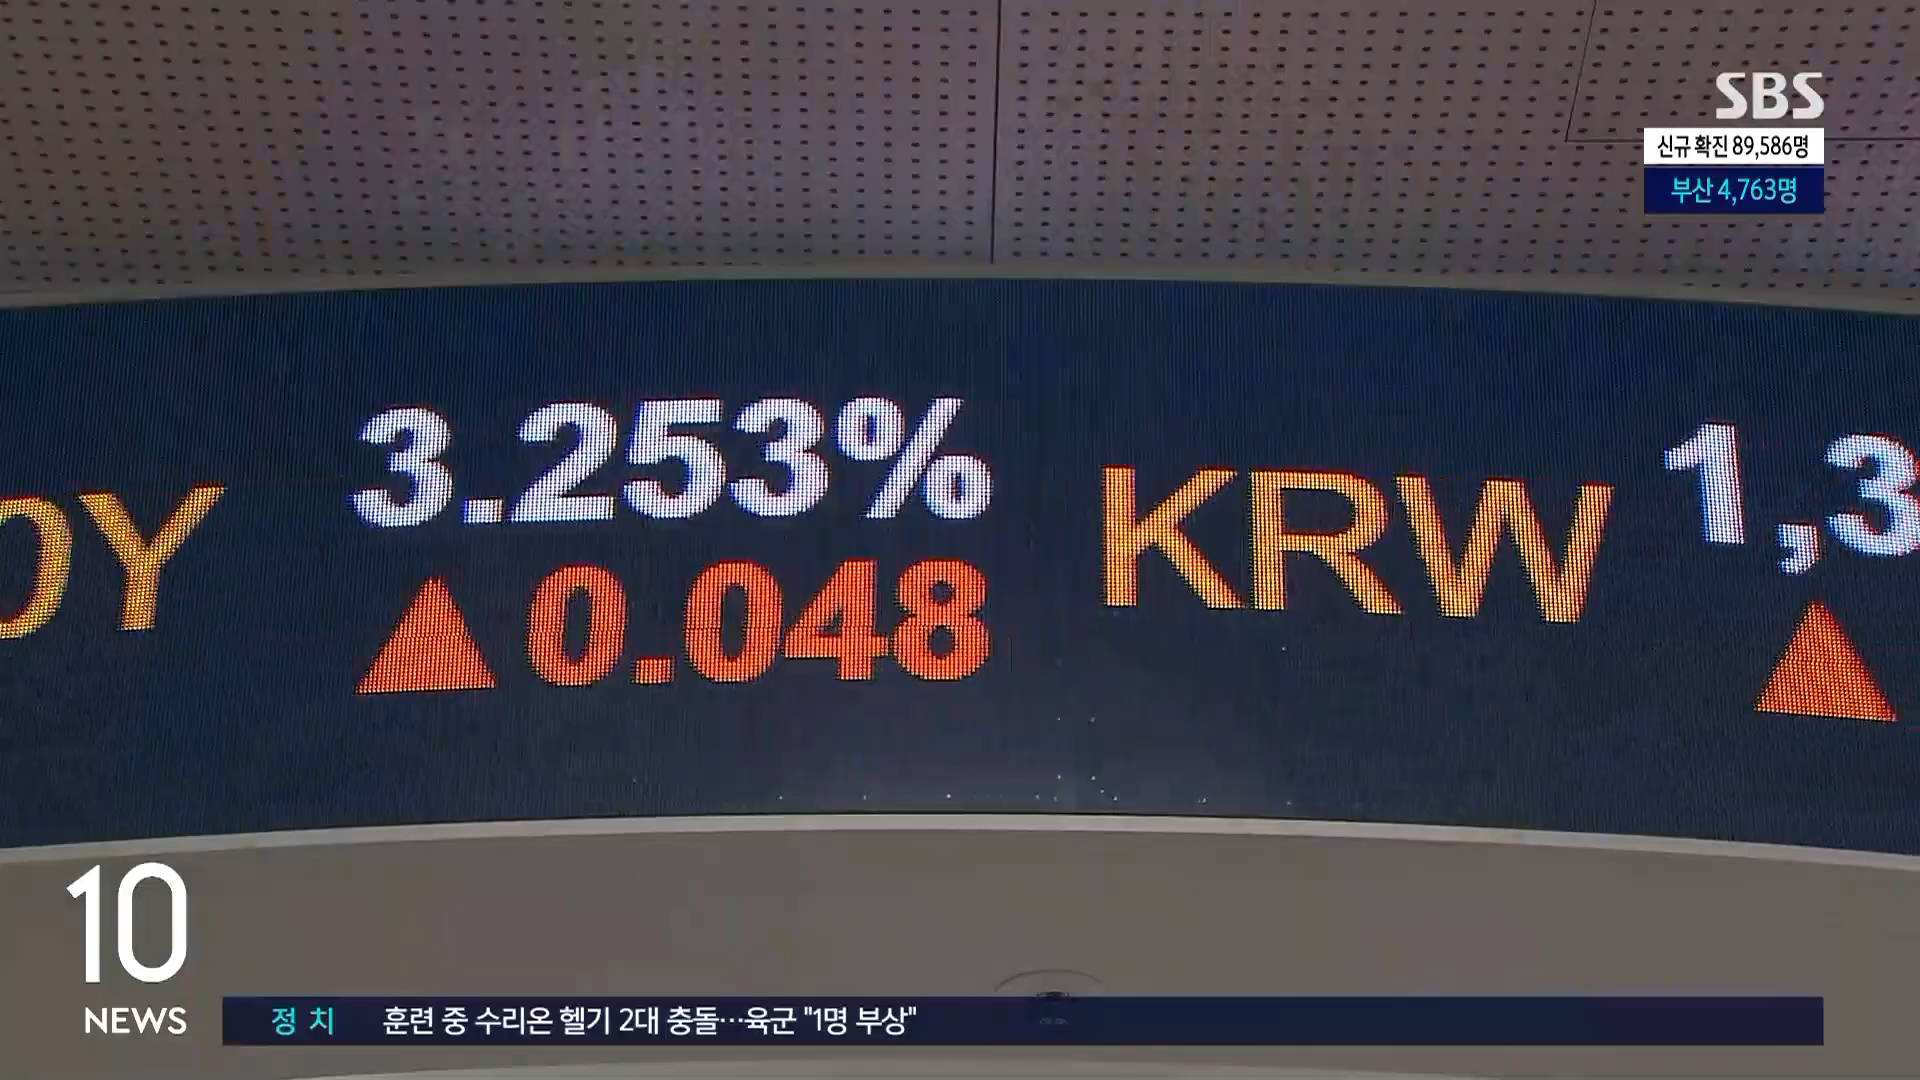 SBS
신규 확진 89,586명
부산 4,763명
3.253%
▲0.048
KRW
▲
10
NEWS
정 치 훈련 중 수리온 헬기 2대 충돌…육군 "1명 부상"